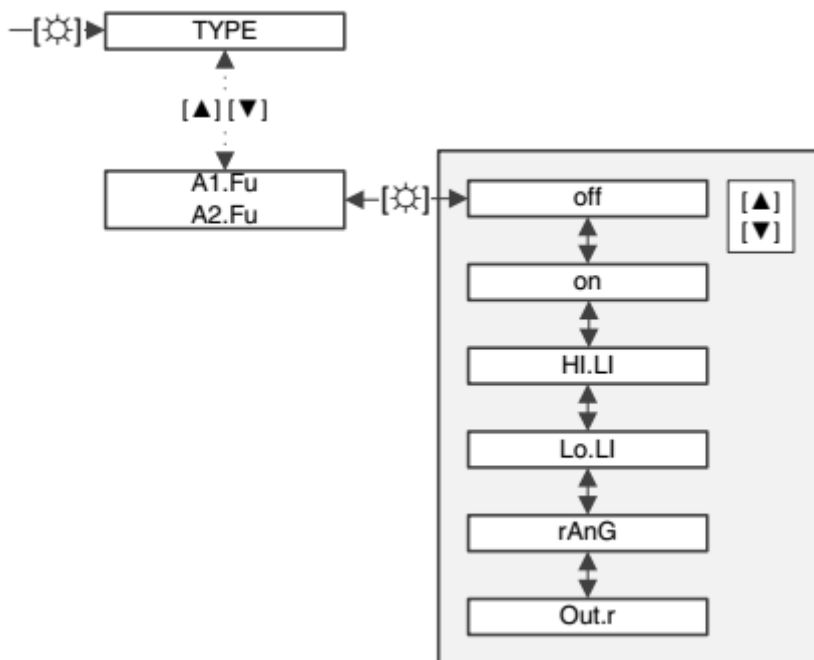 TYPE
[▲] [▼]
A1.Fu
A2.Fu
off
[▲]
[▼]
on
HI.LI
Lo.LI
rAnG
Out.r